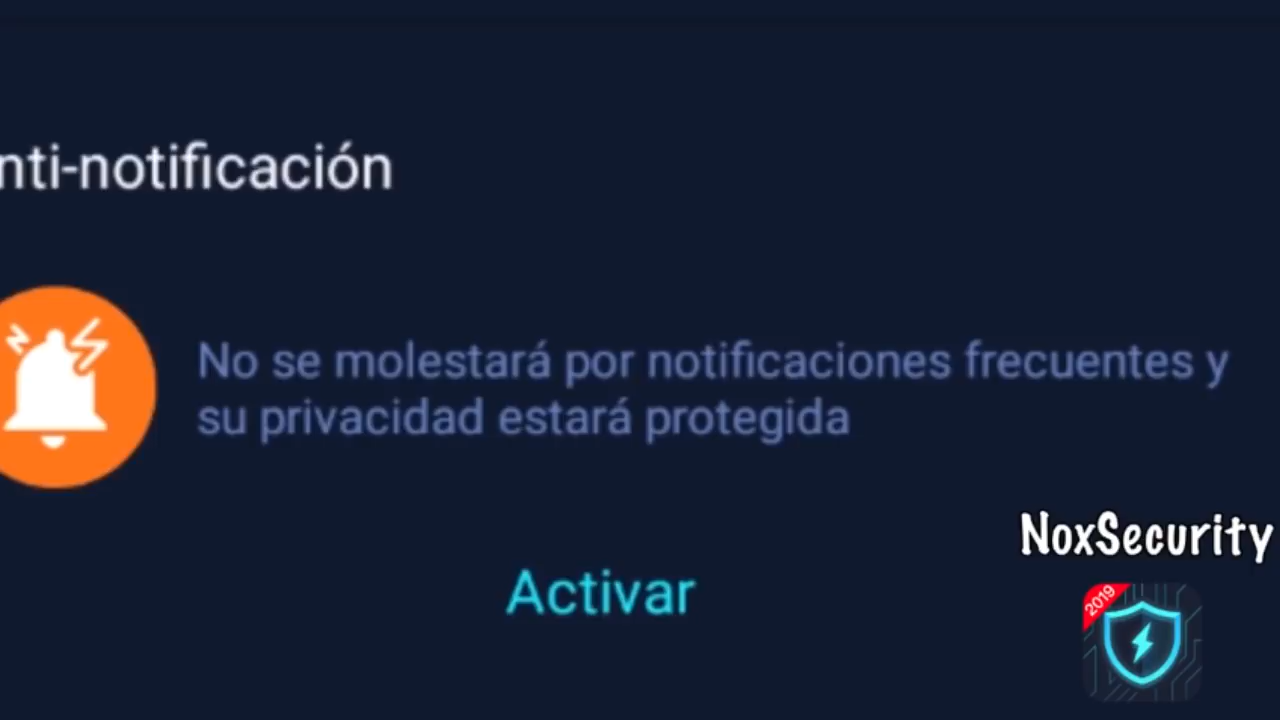 nti-notificación
No se molestará por notificaciones frecuentes y
su privacidad estará protegida
Activar
NoxSecurity
2019